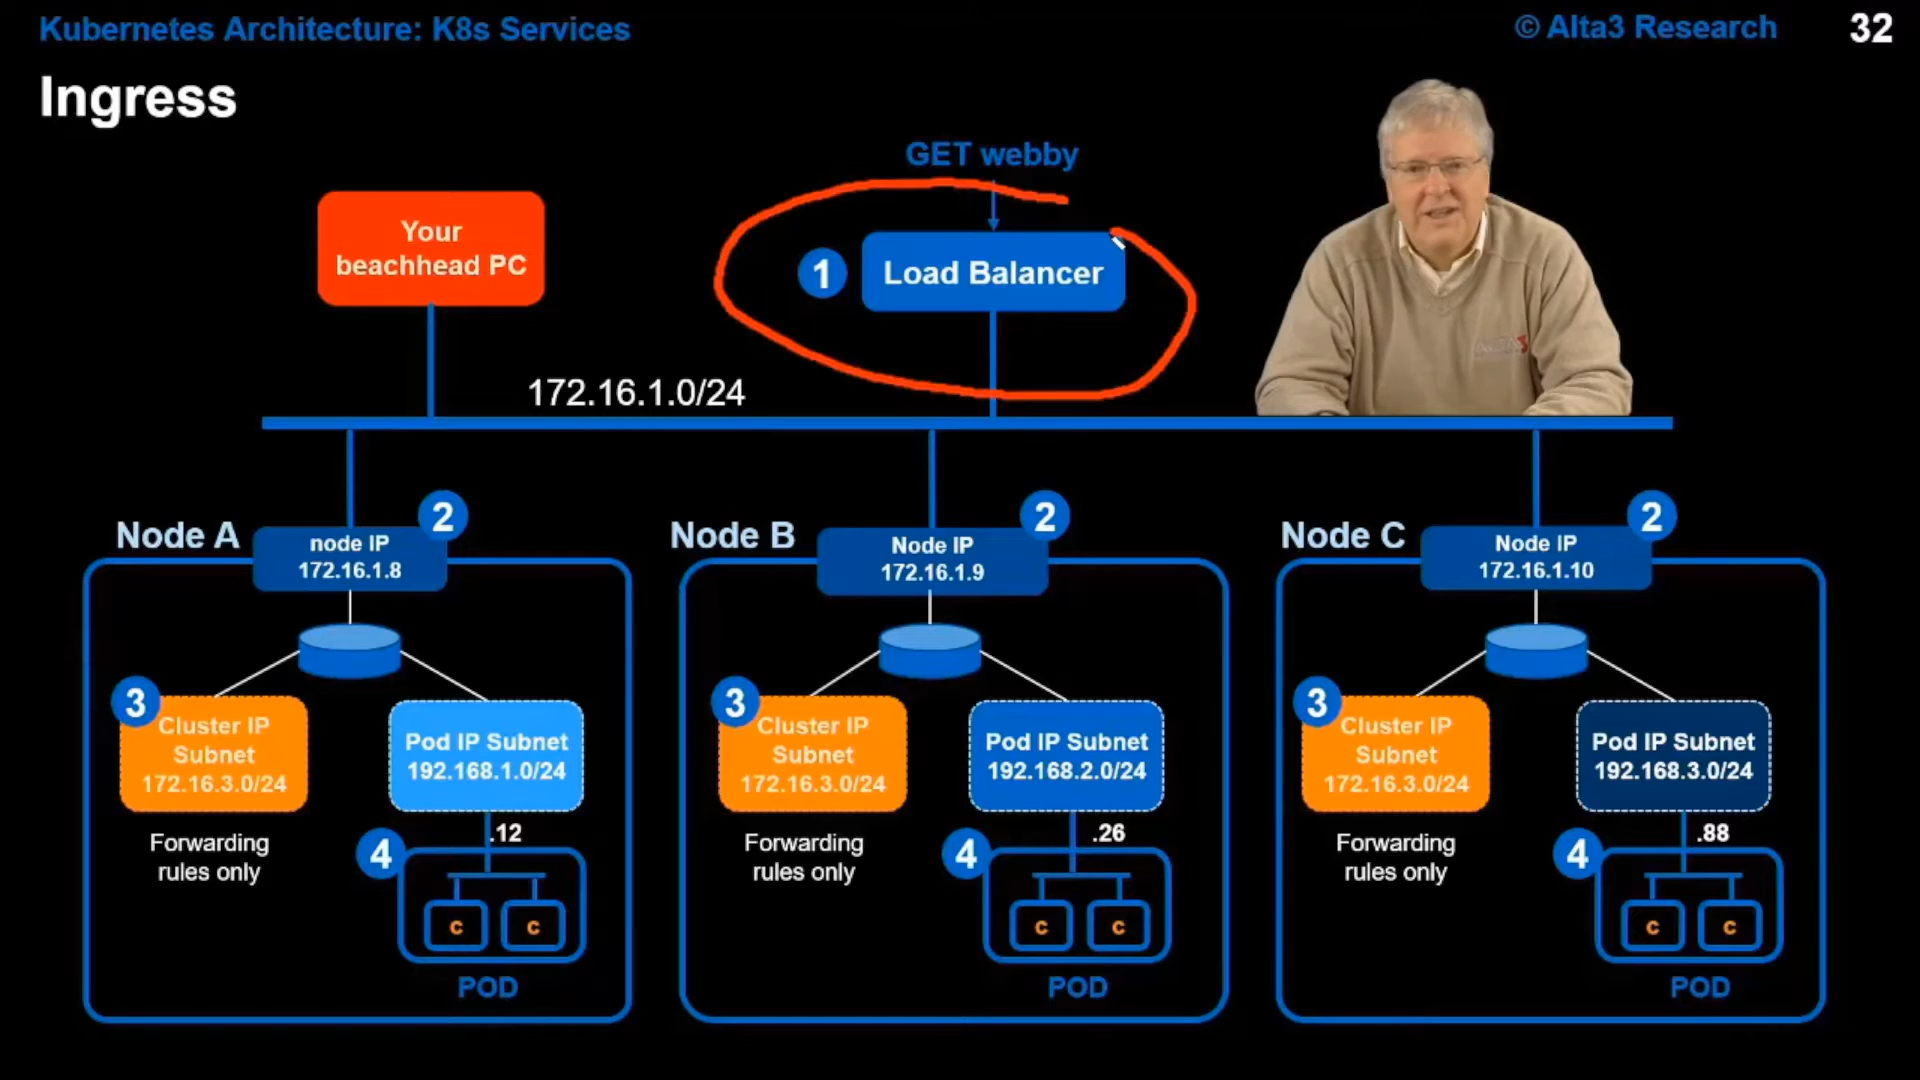 Kubernetes Architecture: K8s Services
© Alta3 Research
32
Ingress
GET webby
Your
beachhead PC
1
Load Balancer
ALTA3
172.16.1.0/24
Node A
node IP
172.16.1.8
2
Node B
Node IP
172.16.1.9
2
Node C
Node IP
172.16.1.10
2
3
Cluster IP
Subnet
172.16.3.0/24
Forwarding
rules only
Pod IP Subnet
192.168.1.0/24
.12
4
c
c
POD
3
Cluster IP
Subnet
172.16.3.0/24
Forwarding
rules only
Pod IP Subnet
192.168.2.0/24
.26
4
c
c
POD
3
Cluster IP
Subnet
172.16.3.0/24
Forwarding
rules only
Pod IP Subnet
192.168.3.0/24
.88
4
c
c
POD